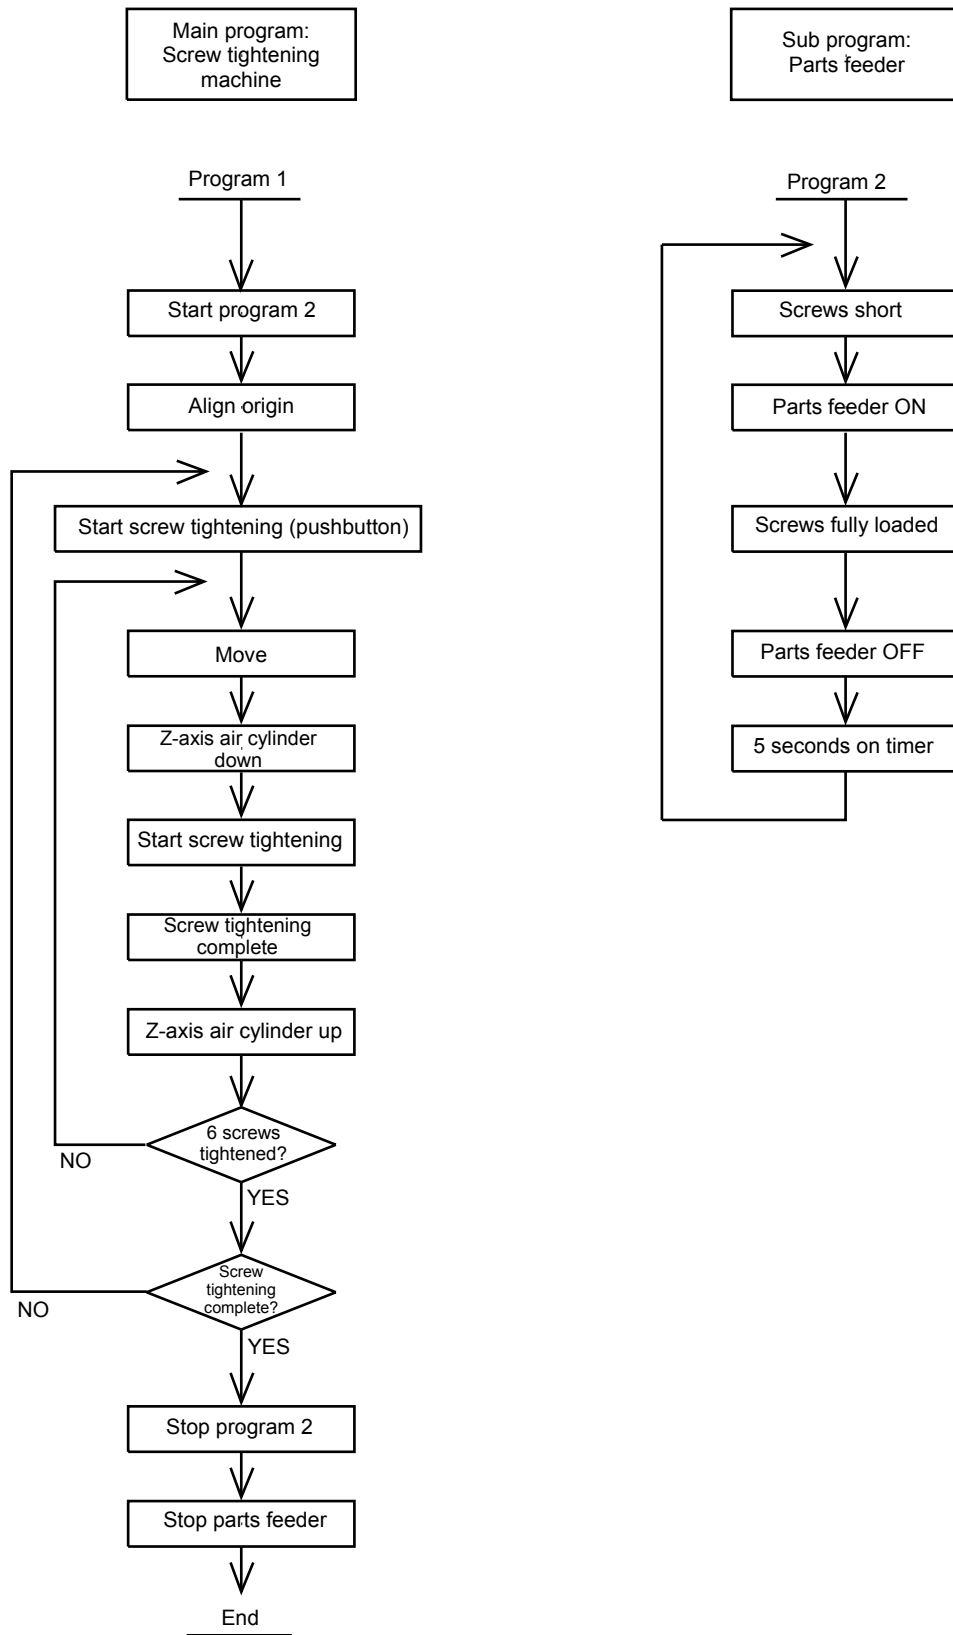 Main program:
Screw tightening
machine
Program 1
Start program 2
Align origin
Start screw tightening (pushbutton)
Move
Z-axis air cylinder
down
Start screw tightening
Screw tightening
complete
Z-axis air cylinder up
6 screws
tightened?
NO
YES
Screw
tightening
complete?
NO
YES
Stop program 2
Stop parts feeder
End
Sub program:
Parts feeder
Program 2
Screws short
Parts feeder ON
Screws fully loaded
Parts feeder OFF
5 seconds on timer